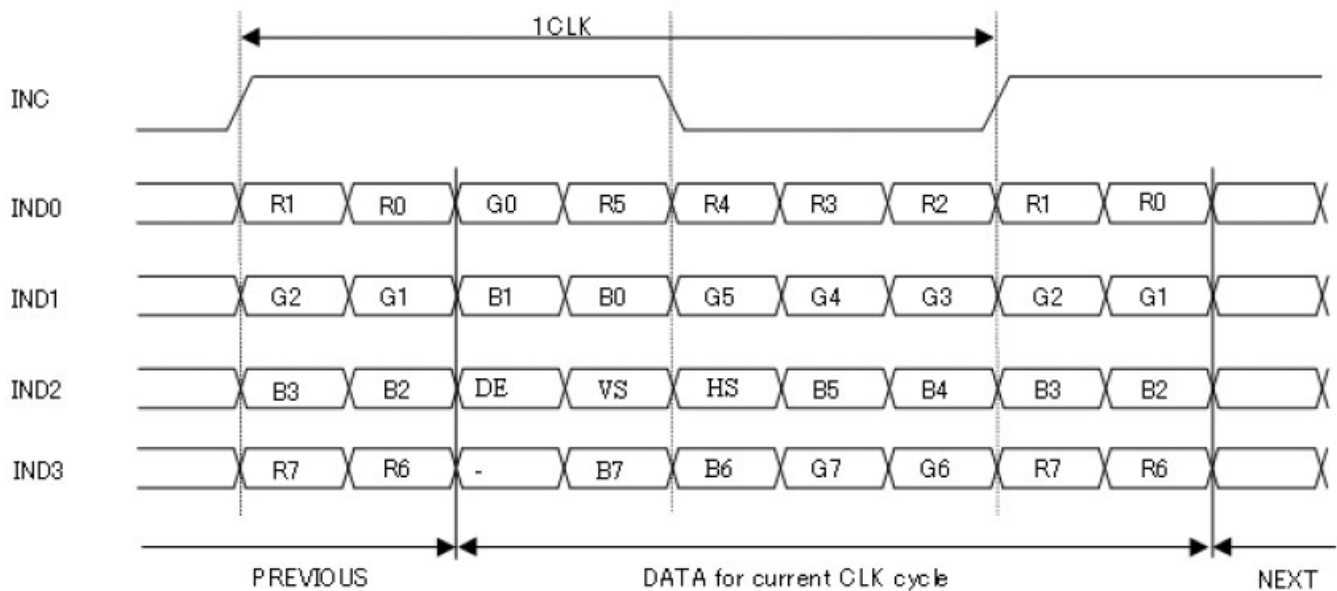 1CLK
INC
IND0 R1 R0 G0 R5 R4 R3 R2 R1 R0
IND1 G2 G1 B1 B0 G5 G4 G3 G2 G1
IND2 B3 B2 DE VS HS B5 B4 B3 B2
IND3 R7 R6 - B7 B6 G7 G6 R7 R6
PREVIOUS DATA for current CLK cycle NEXT